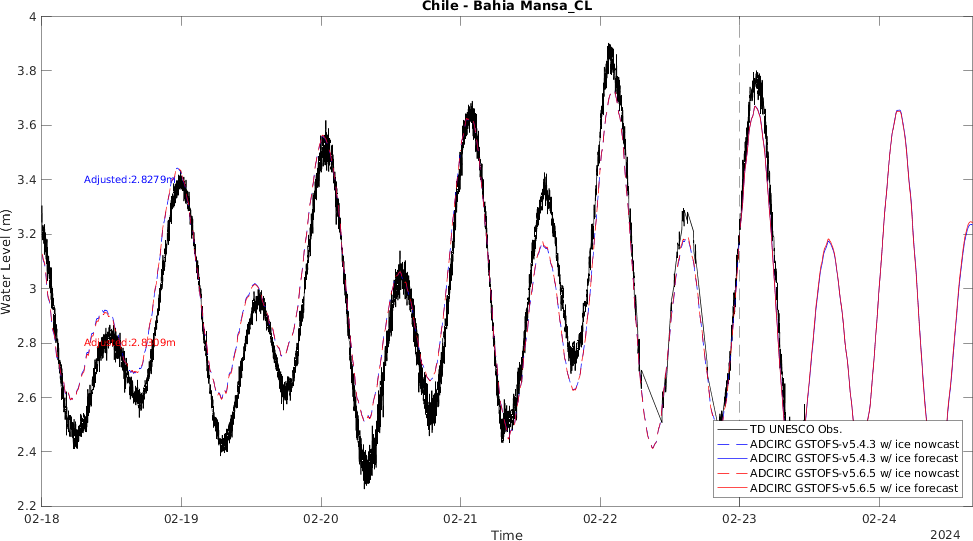 Chile - Bahia Mansa_CL
4
3.8
3.6
3.4
3.2
3
2.8
2.6
2.4
2.2
Water Level (m)
Adjusted:2.8279m
Adjusted:2.8309m
TD UNESCO Obs.
ADCIRC GSTOFS-v5.4.3 w/ ice nowcast
ADCIRC GSTOFS-v5.4.3 w/ ice forecast
ADCIRC GSTOFS-v5.6.5 w/ ice nowcast
ADCIRC GSTOFS-v5.6.5 w/ ice forecast
02-18 02-19 02-20 02-21 02-22 02-23 02-24
Time
2024